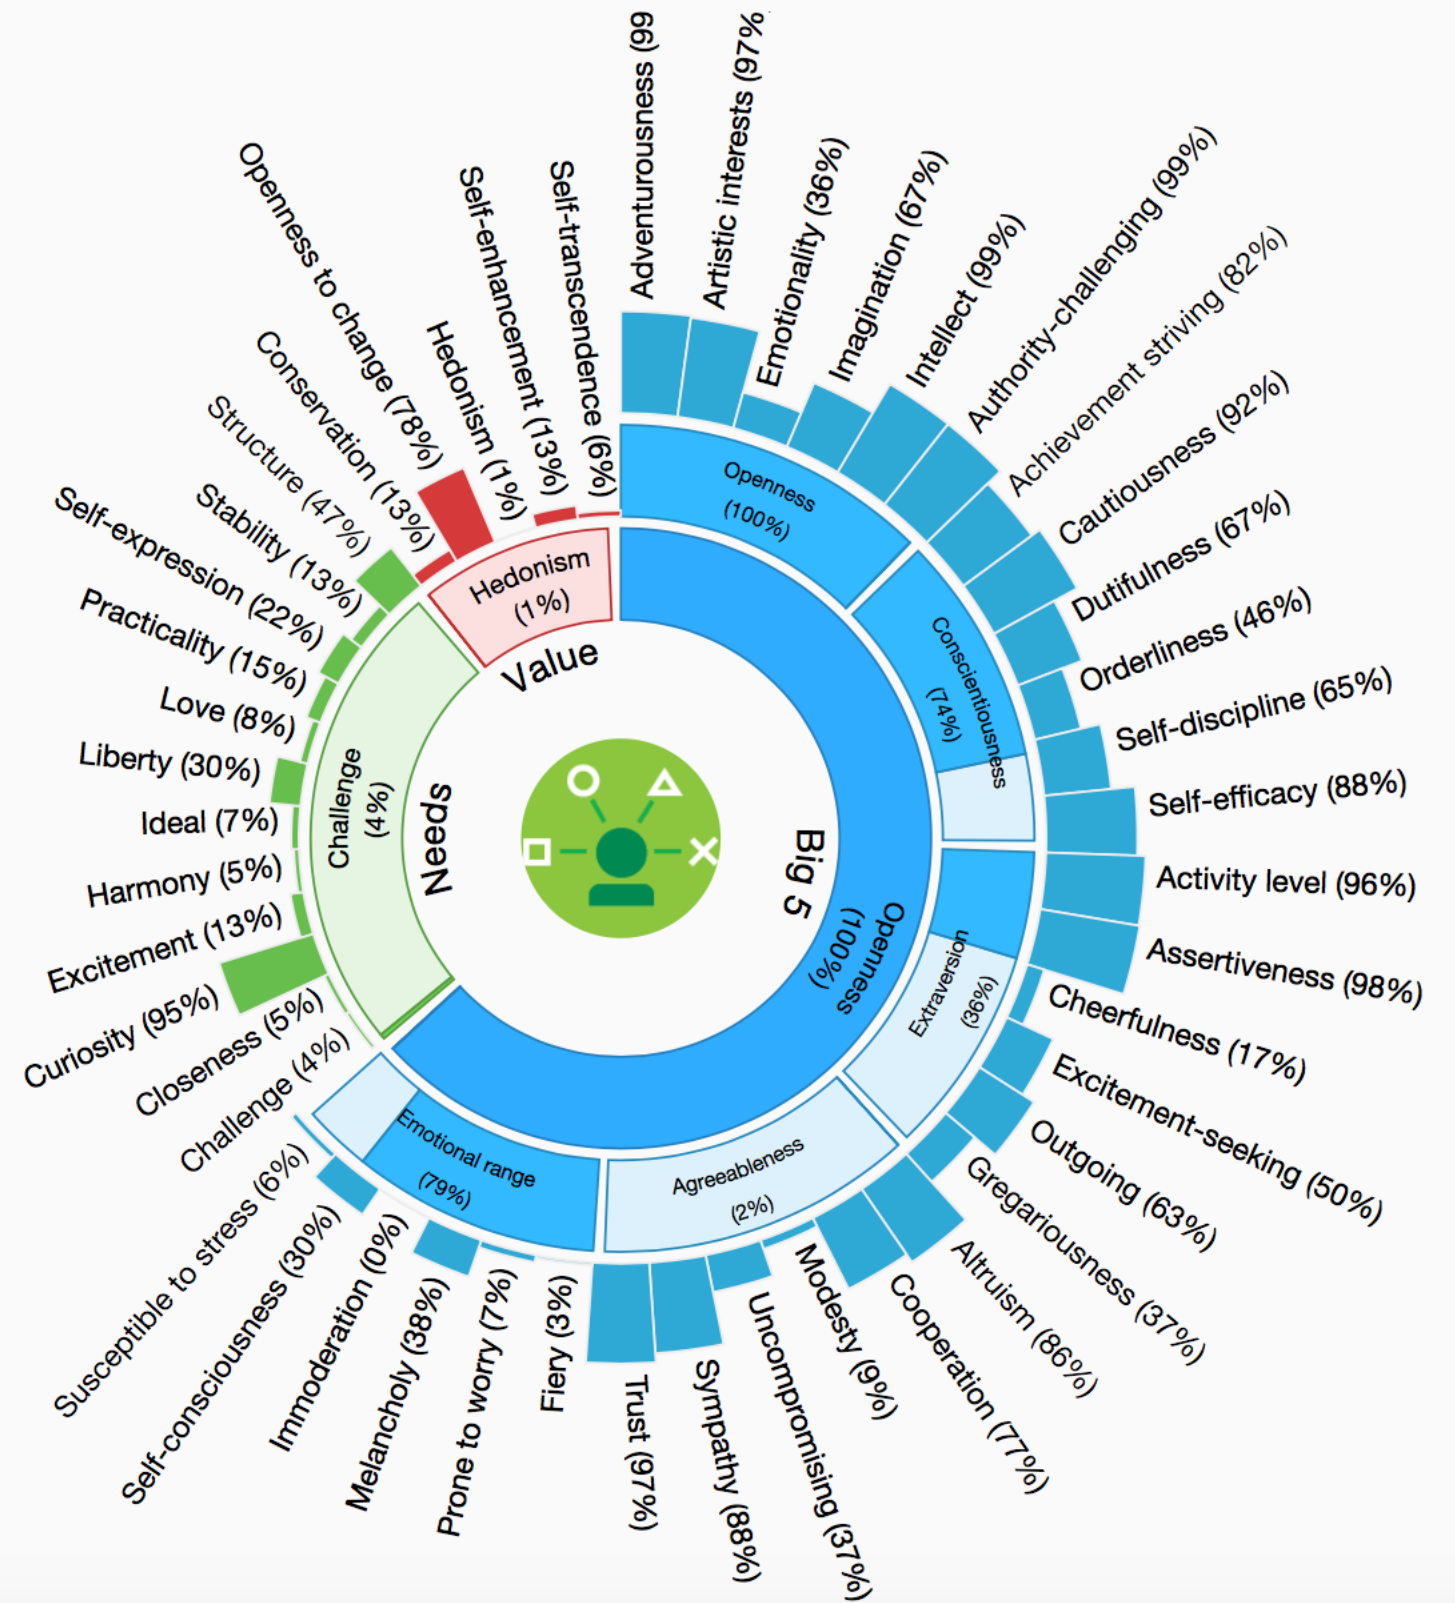 Adventurousness (99
Artistic interests (97%
Emotionality (36%)
Imagination (67%)
Intellect (99%)
Authority-challenging (99%)
Achievement striving (82%)
Cautiousness (92%)
Dutifulness (67%)
Orderliness (46%)
Self-discipline (65%)
Self-efficacy (88%)
Activity level (96%)
Assertiveness (98%)
Cheerfulness (17%)
Excitement-seeking (50%)
Outgoing (63%)
Gregariousness (37%)
Altruism (86%)
Cooperation (77%)
Modesty (9%)
Uncompromising (37%)
Sympathy (88%)
Trust (97%)
Fiery (3%)
Prone to worry (7%)
Melancholy (38%)
Immoderation (0%)
Self-consciousness (30%)
Susceptible to stress (6%)
Challenge (4%)
Closeness (5%)
Curiosity (95%)
Excitement (13%)
Harmony (5%)
Ideal (7%)
Liberty (30%)
Love (8%)
Practicality (15%)
Self-expression (22%)
Stability (13%)
Structure (47%)
Conservation (13%)
Openness to change (78%)
Hedonism (1%)
Self-enhancement (13%)
Self-transcendence (6%)
Openness
(100%)
Conscientiousness
(74%)
Extraversion
(36%)
Agreeableness
(2%)
Emotional range
(79%)
Challenge
(4%)
Hedonism
(1%)
Value
Needs
Big 5
Openness
(100%)